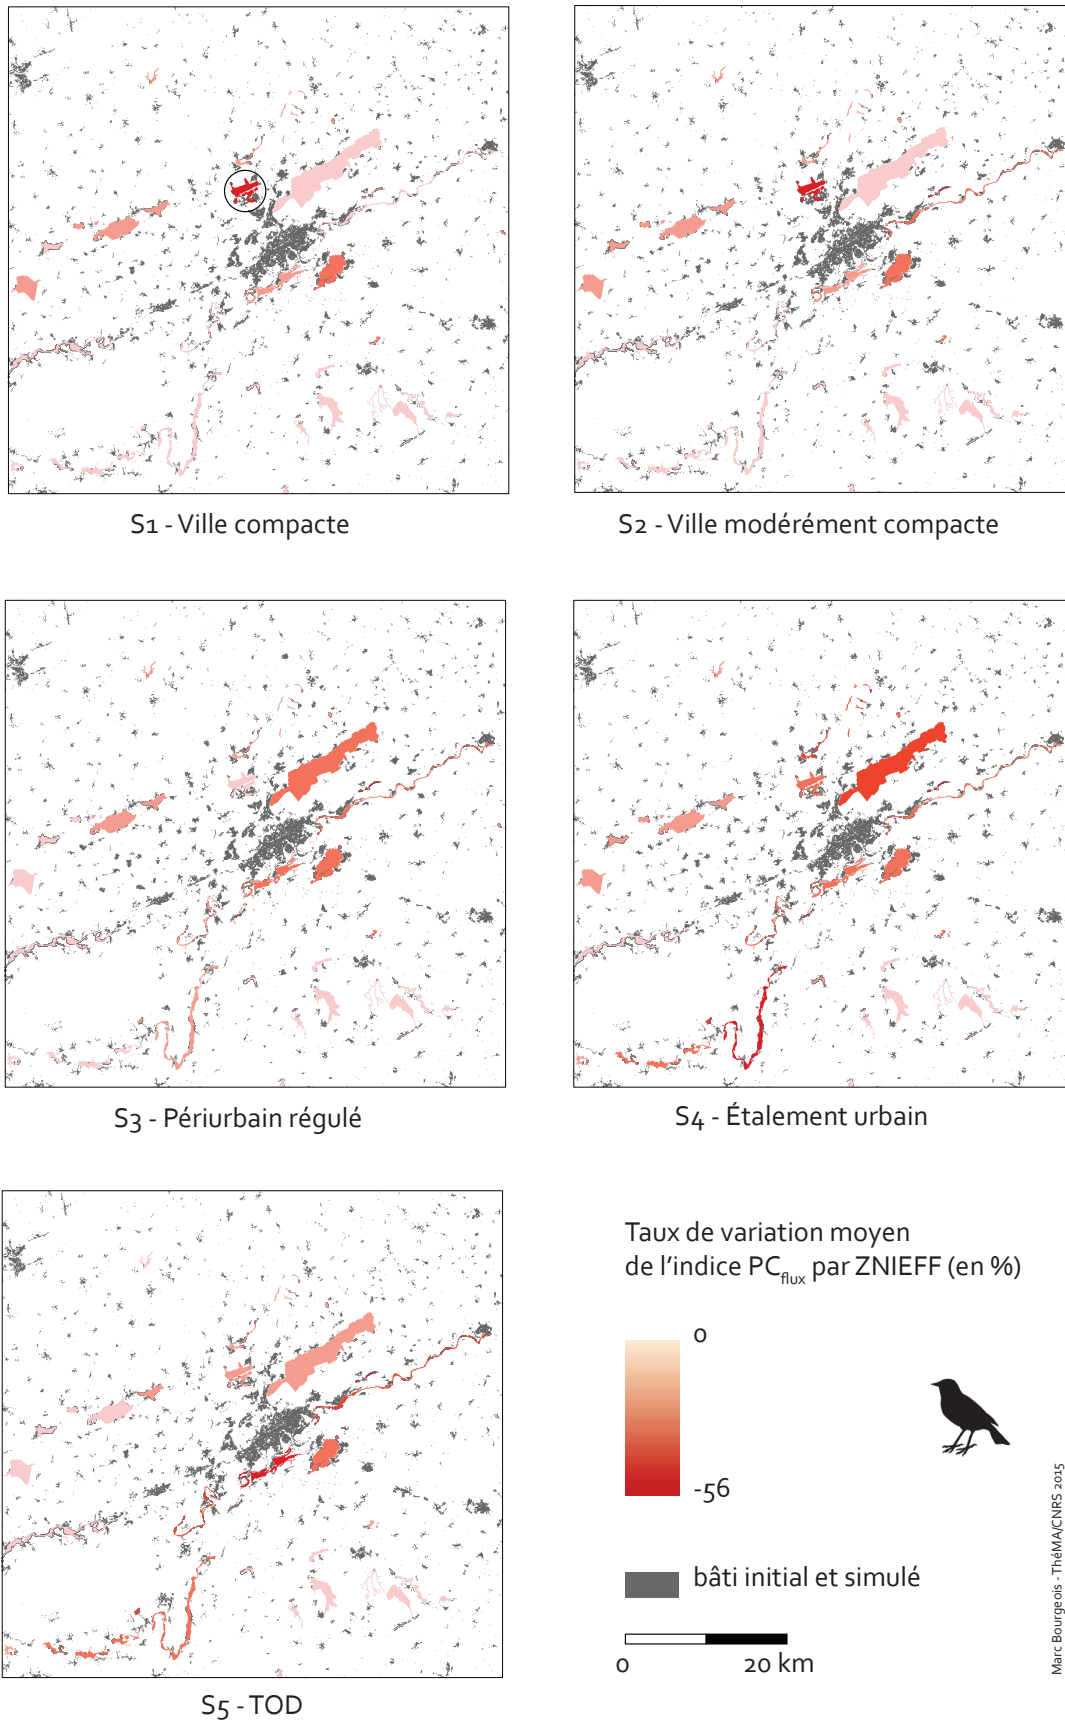 S1 - Ville compacte
S2 - Ville modérément compacte
S3 - Périurbain régulé
S4 - Étalement urbain
S5 - TOD
Taux de variation moyen
de l'indice PCflux par ZNIEFF (en %)
0
-56
bâti initial et simulé
0 20 km
Marc Bourgeois - ThéMA/CNRS 2015